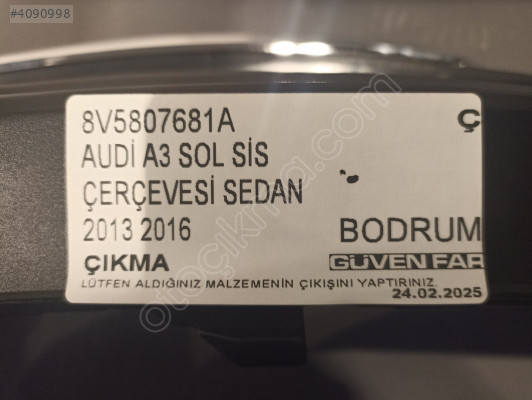 #4090998
8V5807681A Ç
AUDİ A3 SOL SİS
ÇERÇEVESİ SEDAN
2013 2016 BODRUM
ÇIKMA GÜVEN FAR
LÜTFEN ALDIĞINIZ MALZEMENİN ÇIKIŞINI YAPTIRINIZ.
24.02.2025
otocikma.com